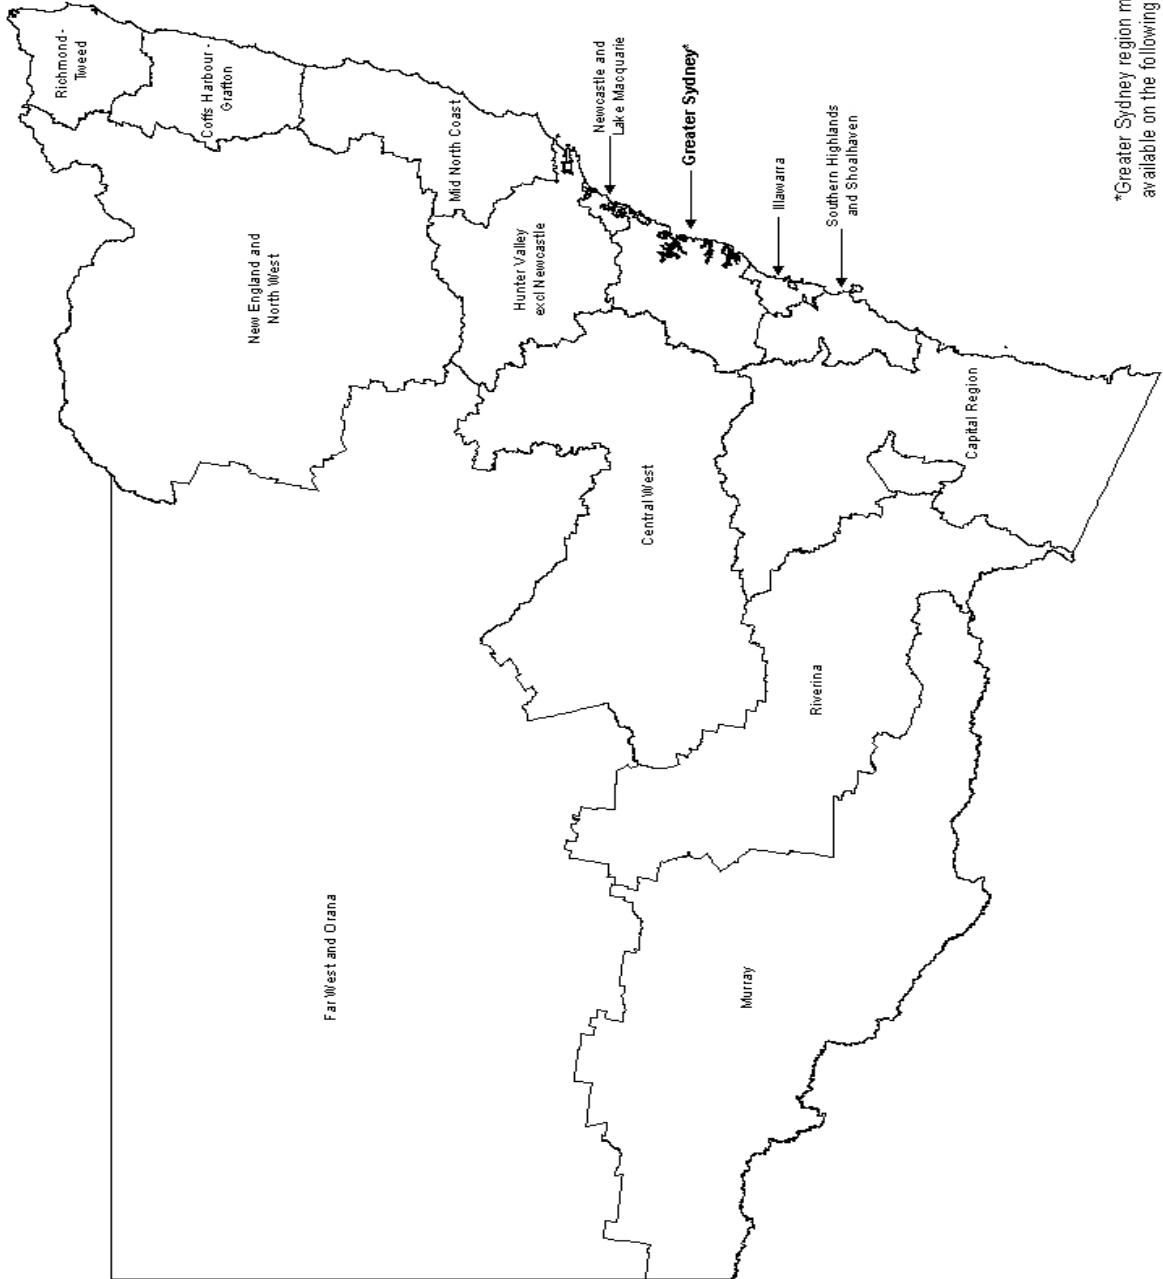 Richmond-
Tweed
Coffs Harbour -
Grafton
New England and
North West
Far West and Orana
Mid North Coast
Hunter Valley
excl Newcastle
Newcastle and
Lake Macquarie
Central West
Greater Sydney*
Murray
Illawarra
Riverina
Southern Highlands
and Shoalhaven
Capital Region
*Greater Sydney region m
available on the following